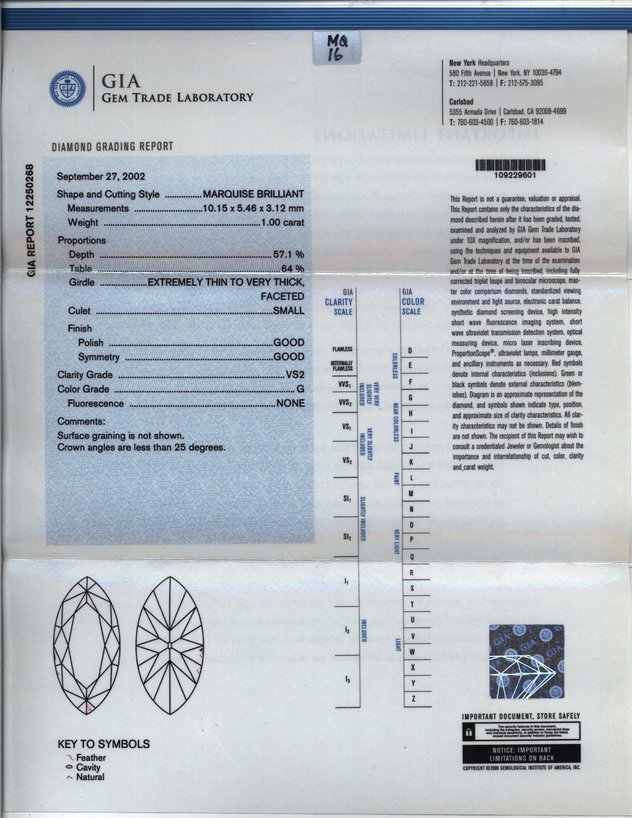 MQ
16
GIA
GEM TRADE LABORATORY
New York Headquarters
580 Fifth Avenue | New York, NY 10036-4794
T: 212-221-5858 | F: 212-575-3095
Carlsbad
5355 Armada Drive | Carlsbad, CA 92008-4699
T: 760-603-4500 | F: 760-603-1814
DIAMOND GRADING REPORT
GIA REPORT 12250268
109229601
September 27, 2002
Shape and Cutting Style ............ MARQUISE BRILLIANT
Measurements ............ 10.15 x 5.46 x 3.12 mm
Weight ............ 1.00 carat
Proportions
Depth ............ 57.1 %
Table ............ 64 %
Girdle ............ EXTREMELY THIN TO VERY THICK,
FACETED
Culet ............ SMALL
Finish
Polish ............ GOOD
Symmetry ............ GOOD
Clarity Grade ............ VS2
Color Grade ............ G
Fluorescence ............ NONE
Comments:
Surface graining is not shown.
Crown angles are less than 25 degrees.
This Report is not a guarantee, valuation or appraisal.
This Report contains only the characteristics of the dia-
mond described herein after it has been graded, tested,
examined and analyzed by GIA Gem Trade Laboratory
under 10X magnification, and/or has been inscribed,
using the techniques and equipment available to GIA
Gem Trade Laboratory at the time of the examination
and/or at the time of being inscribed, including fully
corrected triplet loupe and binocular microscope, mas-
ter color comparison diamonds, standardized viewing
environment and light source, electronic carat balance,
synthetic diamond screening device, high intensity
short wave fluorescence imaging system, short
wave ultraviolet transmission detection system, optical
measuring device, micro laser inscribing device,
ProportionScope®, ultraviolet lamps, millimeter gauge,
and ancillary instruments as necessary. Red symbols
denote internal characteristics (inclusions). Green or
black symbols denote external characteristics (blem-
ishes). Diagram is an approximate representation of the
diamond, and symbols shown indicate type, position,
and approximate size of clarity characteristics. All clar-
ity characteristics may not be shown. Details of finish
are not shown. The recipient of this Report may wish to
consult a credentialed Jeweler or Gemologist about the
importance and interrelationship of cut, color, clarity
and carat weight.
GIA
CLARITY
SCALE
FLAWLESS
INTERNALLY
FLAWLESS
VVS1
VVS2
VS1
VS2
SI1
SI2
I1
I2
I3
VERY VERY
SLIGHTLY
INCLUDED
VERY SLIGHTLY
INCLUDED
SLIGHTLY INCLUDED
INCLUDED
GIA
COLOR
SCALE
COLORLESS
NEAR COLORLESS
FAINT
VERY LIGHT
LIGHT
D
E
F
G
H
I
J
K
L
M
N
O
P
Q
R
S
T
U
V
W
X
Y
Z
KEY TO SYMBOLS
Feather
Cavity
Natural
GIA
IMPORTANT DOCUMENT, STORE SAFELY
NOTICE: IMPORTANT
LIMITATIONS ON BACK
COPYRIGHT © 2000 GEMOLOGICAL INSTITUTE OF AMERICA, INC.